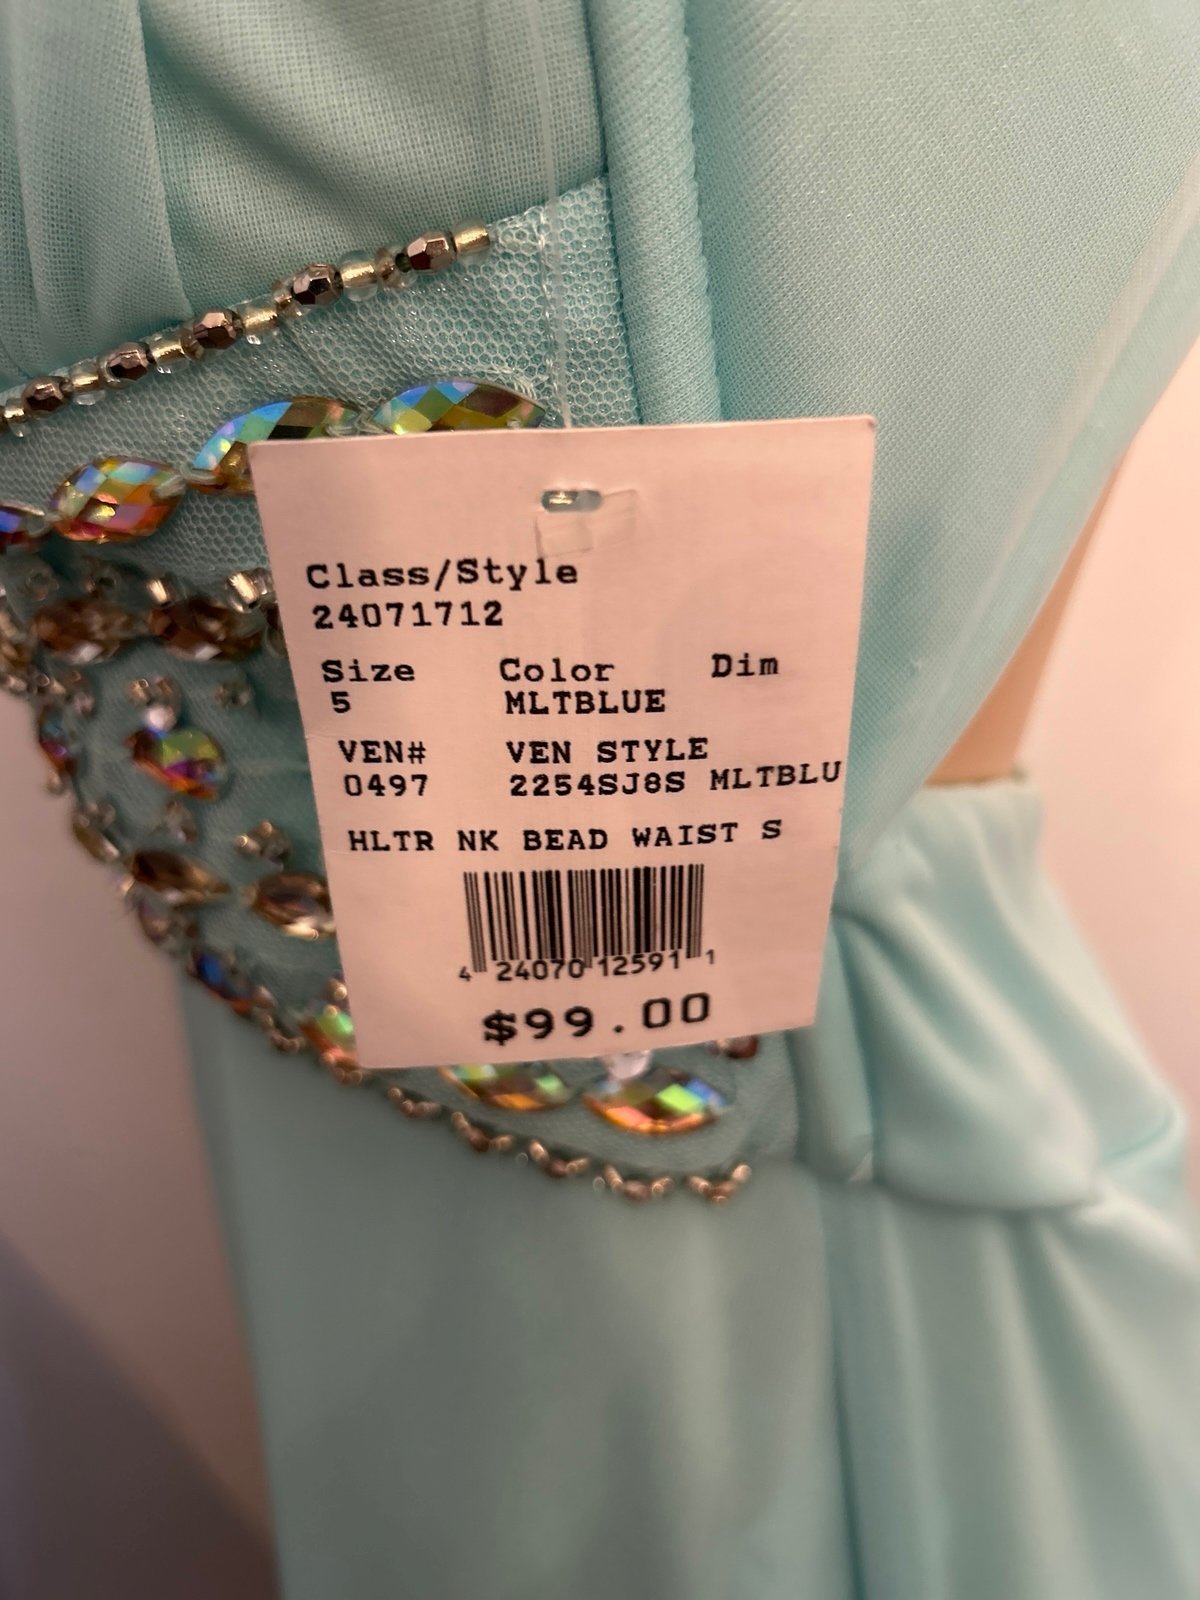 Class/Style
24071712
Size Color Dim
5 MLTBLUE
VEN# VEN STYLE
0497 2254SJ8S MLTBLU
HLTR NK BEAD WAIST S
4 24070 12591 1
$99.00